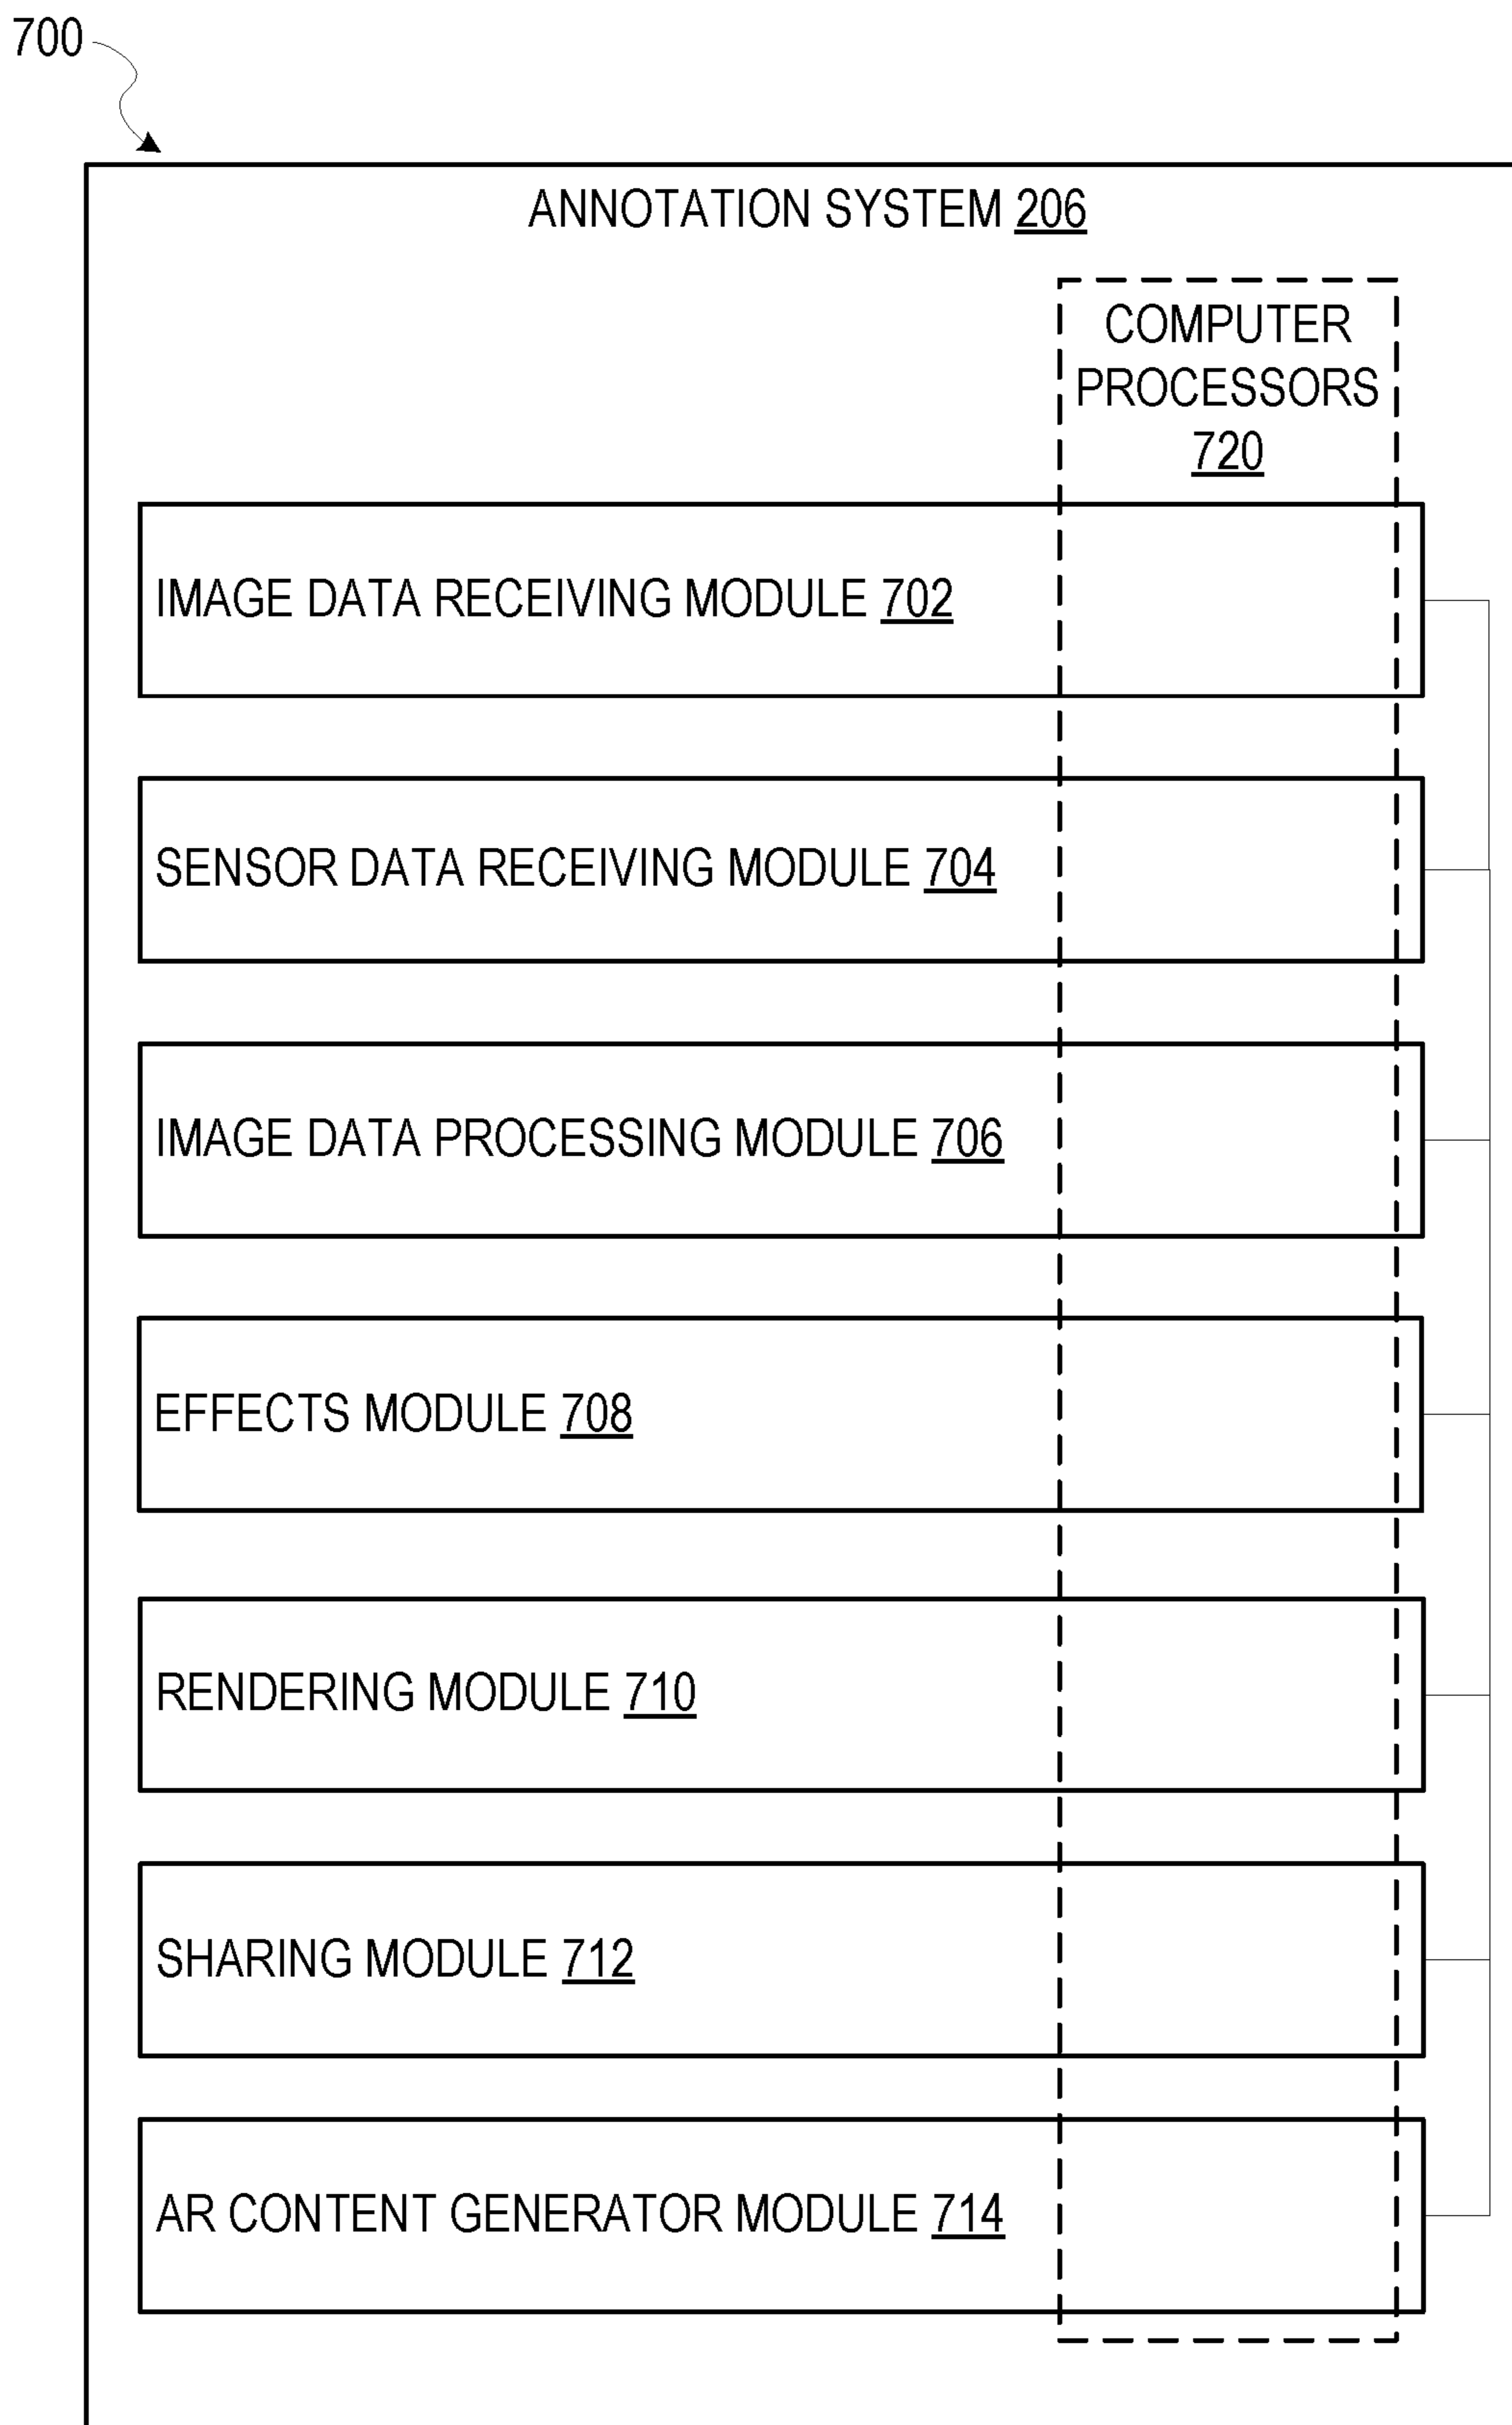 700
ANNOTATION SYSTEM 206
COMPUTER
PROCESSORS
720
IMAGE DATA RECEIVING MODULE 702
SENSOR DATA RECEIVING MODULE 704
IMAGE DATA PROCESSING MODULE 706
EFFECTS MODULE 708
RENDERING MODULE 710
SHARING MODULE 712
AR CONTENT GENERATOR MODULE 714